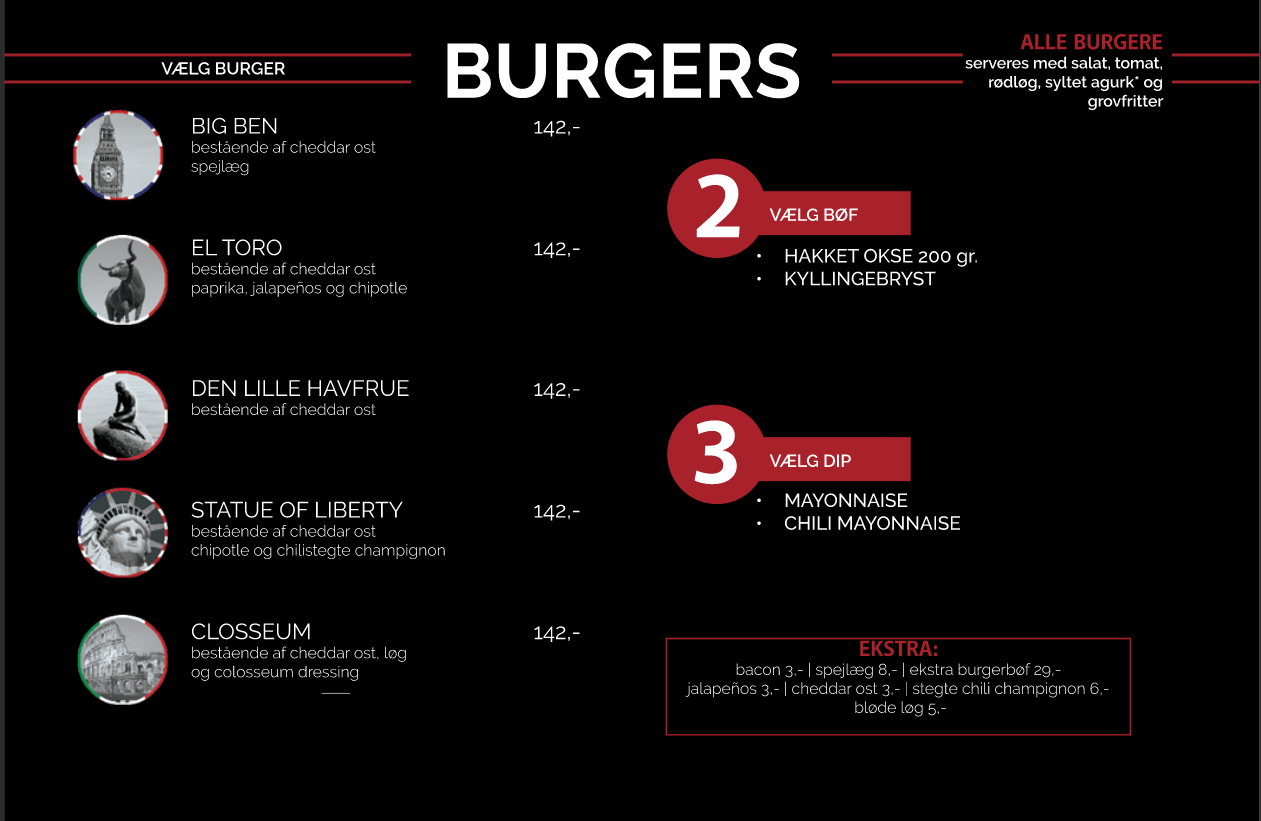 BURGERS
VÆLG BURGER
ALLE BURGERE
serveres med salat, tomat,
rødløg, syltet agurk* og
grovfritter
BIG BEN 142,-
bestående af cheddar ost
spejlæg
EL TORO 142,-
bestående af cheddar ost
paprika, jalapeños og chipotle
DEN LILLE HAVFRUE 142,-
bestående af cheddar ost
STATUE OF LIBERTY 142,-
bestående af cheddar ost
chipotle og chilistegte champignon
CLOSSEUM 142,-
bestående af cheddar ost, løg
og colosseum dressing
2
VÆLG BØF
• HAKKET OKSE 200 gr.
• KYLLINGEBRYST
3
VÆLG DIP
• MAYONNAISE
• CHILI MAYONNAISE
EKSTRA:
bacon 3,- | spejlæg 8,- | ekstra burgerbøf 29,-
jalapeños 3,- | cheddar ost 3,- | stegte chili champignon 6,-
bløde løg 5,-